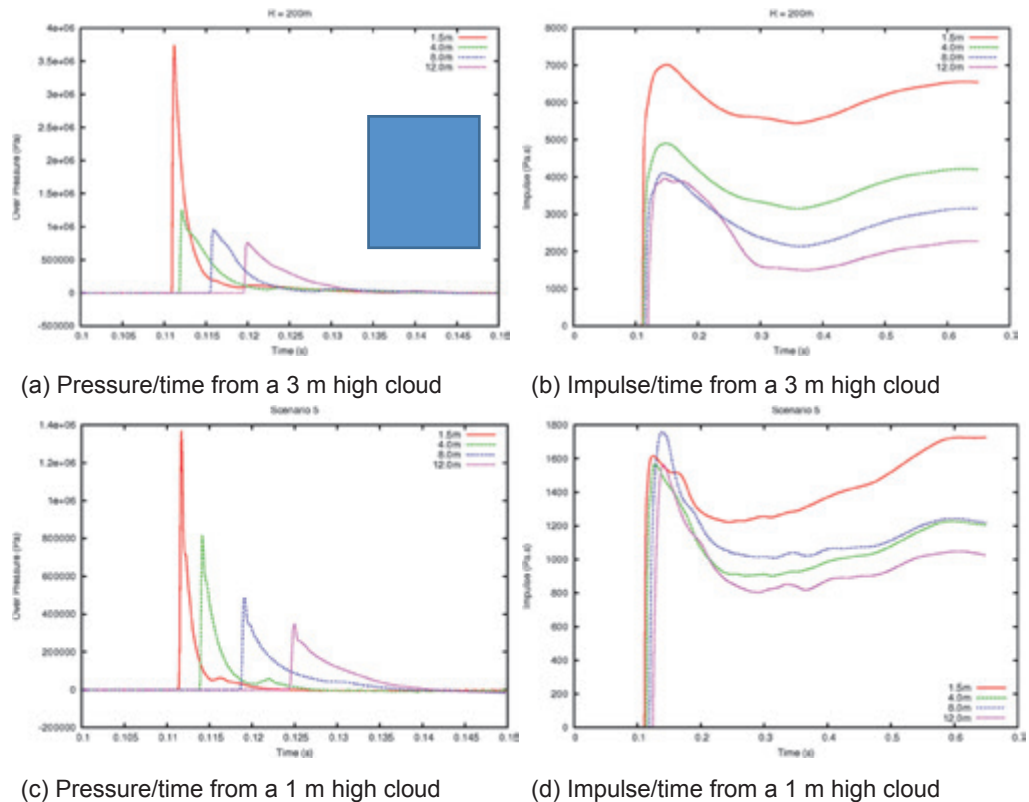 R = 200m
4e+06
3.5e+06
3e+06
2.5e+06
2e+06
1.5e+06
1e+06
500000
0
-500000
Over Pressure (Pa)
0.1 0.105 0.11 0.115 0.12 0.125 0.13 0.135 0.14 0.145 0.15
Time (s)
1.5m
4.0m
8.0m
12.0m
R = 200m
8000
7000
6000
5000
4000
3000
2000
1000
0
Impulse (Pa.s)
0 0.1 0.2 0.3 0.4 0.5 0.6
Time (s)
1.5m
4.0m
8.0m
12.0m
(a) Pressure/time from a 3 m high cloud
(b) Impulse/time from a 3 m high cloud
Scenario 5
1.4e+06
1.2e+06
1e+06
800000
600000
400000
200000
0
-200000
Over Pressure (Pa)
0.1 0.105 0.11 0.115 0.12 0.125 0.13 0.135 0.14 0.145
Time (s)
1.5m
4.0m
8.0m
12.0m
Scenario 5
1800
1600
1400
1200
1000
800
600
400
200
0
Impulse (Pa.s)
0 0.1 0.2 0.3 0.4 0.5 0.6
Time (s)
1.5m
4.0m
8.0m
12.0m
(c) Pressure/time from a 1 m high cloud
(d) Impulse/time from a 1 m high cloud